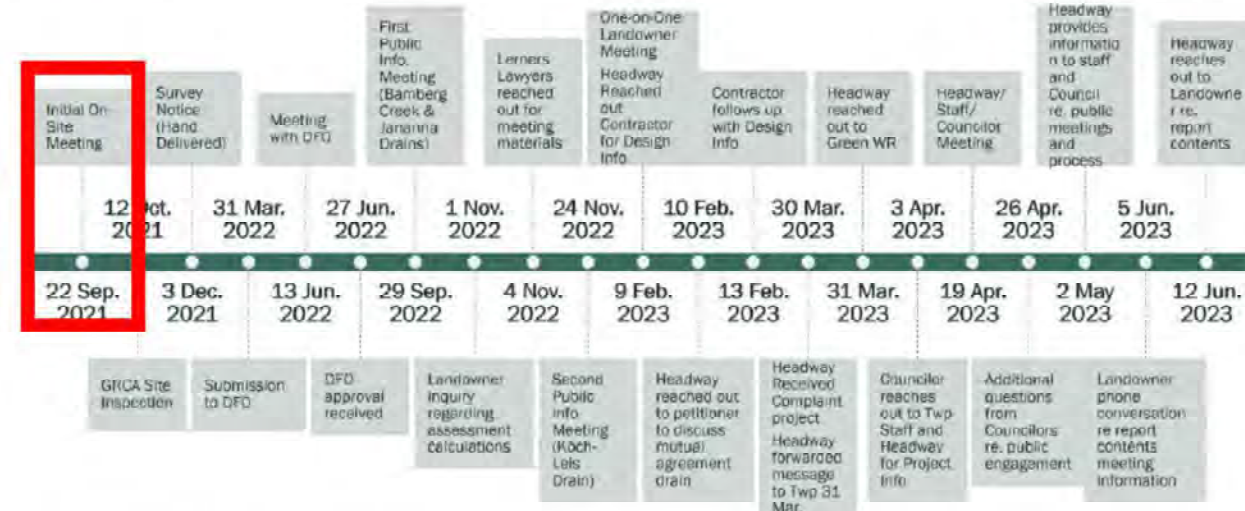 Initial On-
Site
Meeting
Survey
Notice
(Hand
Delivered)
Meeting
with DFO
First
Public
Info.
Meeting
(Bamberg
Creek &
Jananna
Drains)
Lerners
Lawyers
reached
out for
meeting
materials
One-on-One
Landowner
Meeting
Headway
Reached
out
Contractor
for Design
Info
Contractor
follows up
with Design
Info
Headway
reached
out to
Green WR
Headway/
Staff/
Councilor
Meeting
Headway
provides
informatio
n to staff
and
Council
re. public
meetings
and
process
Headway
reaches
out to
Landowne
r re.
report
contents
12 Oct.
2021
31 Mar.
2022
27 Jun.
2022
1 Nov.
2022
24 Nov.
2022
10 Feb.
2023
30 Mar.
2023
3 Apr.
2023
26 Apr.
2023
5 Jun.
2023
22 Sep.
2021
3 Dec.
2021
13 Jun.
2022
29 Sep.
2022
4 Nov.
2022
9 Feb.
2023
13 Feb.
2023
31 Mar.
2023
19 Apr.
2023
2 May
2023
12 Jun.
2023
GRCA Site
Inspection
Submission
to DFO
DFO
approval
received
Landowner
inquiry
regarding
assessment
calculations
Second
Public
Info
Meeting
(Koch-
Leis
Drain)
Headway
reached out
to petitioner
to discuss
mutual
agreement
drain
Headway
Received
Complaint
project
Headway
forwarded
message
to Twp 31
Mar.
Councilor
reaches
out to Twp
Staff and
Headway
for Project
Info
Additional
questions
from
Councilors
re. public
engagement
Landowner
phone
conversation
re report
contents
meeting
information